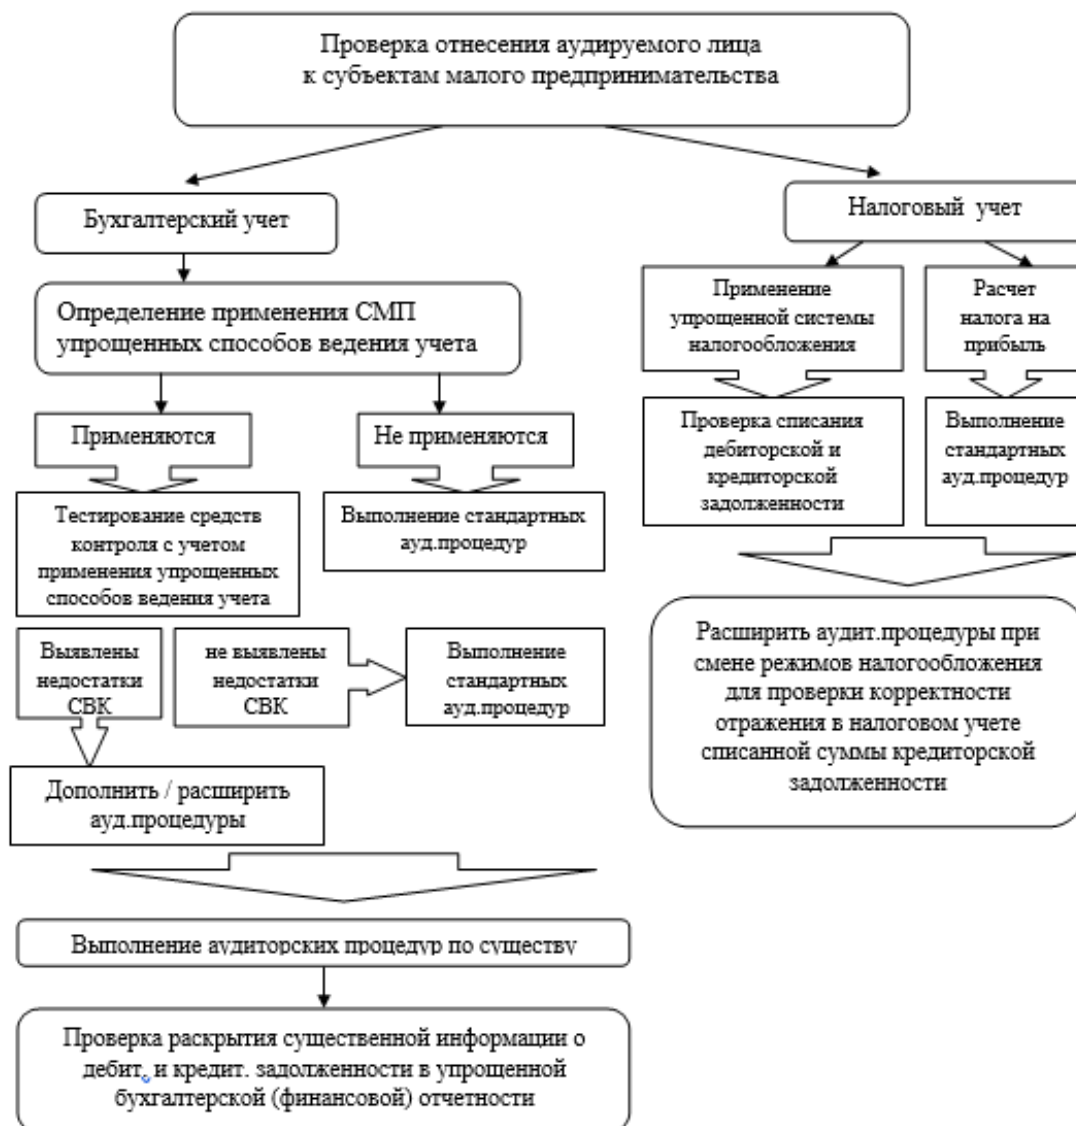 Проверка отнесения аудируемого лица
к субъектам малого предпринимательства
Бухгалтерский учет
Налоговый учет
Определение применения СМП
упрощенных способов ведения учета
Применение
упрощенной системы
налогообложения
Расчет
налога на
прибыль
Применяются
Не применяются
Проверка списания
дебиторской и
кредиторской
задолженности
Выполнение
стандартных
ауд.процедур
Тестирование средств
контроля с учетом
применения упрощенных
способов ведения учета
Выполнение стандартных
ауд.процедур
Выявлены
недостатки
СВК
не выявлены
недостатки
СВК
Выполнение
стандартных
ауд.процедур
Расширить аудит.процедуры при
смене режимов налогообложения
для проверки корректности
отражения в налоговом учете
списанной суммы кредиторской
задолженности
Дополнить / расширить
ауд.процедуры
Выполнение аудиторских процедур по существу
Проверка раскрытия существенной информации о
дебит. и кредит. задолженности в упрощенной
бухгалтерской (финансовой) отчетности